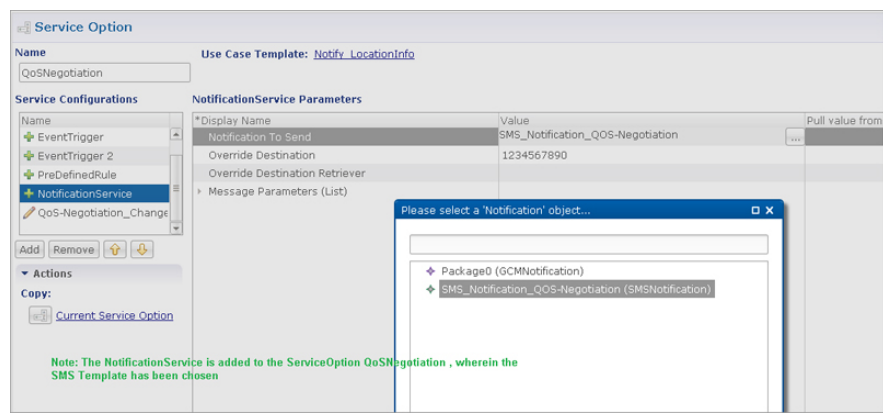 Service Option
Name
Use Case Template: Notify_LocationInfo
QoSNegotiation
Service Configurations
NotificationService Parameters
Name
*Display Name
Value
Pull value from
EventTrigger
Notification To Send
SMS_Notification_QOS-Negotiation
...
EventTrigger 2
Override Destination
1234567890
PreDefinedRule
Override Destination Retriever
NotificationService
Message Parameters (List)
QoS-Negotiation_Change
Please select a 'Notification' object...
Add
Remove
Actions
Package0 (GCMNotification)
Copy:
SMS_Notification_QOS-Negotiation (SMSNotification)
Current Service Option
Note: The NotificationService is added to the ServiceOption QoSNegotiation , wherein the
SMS Template has been chosen